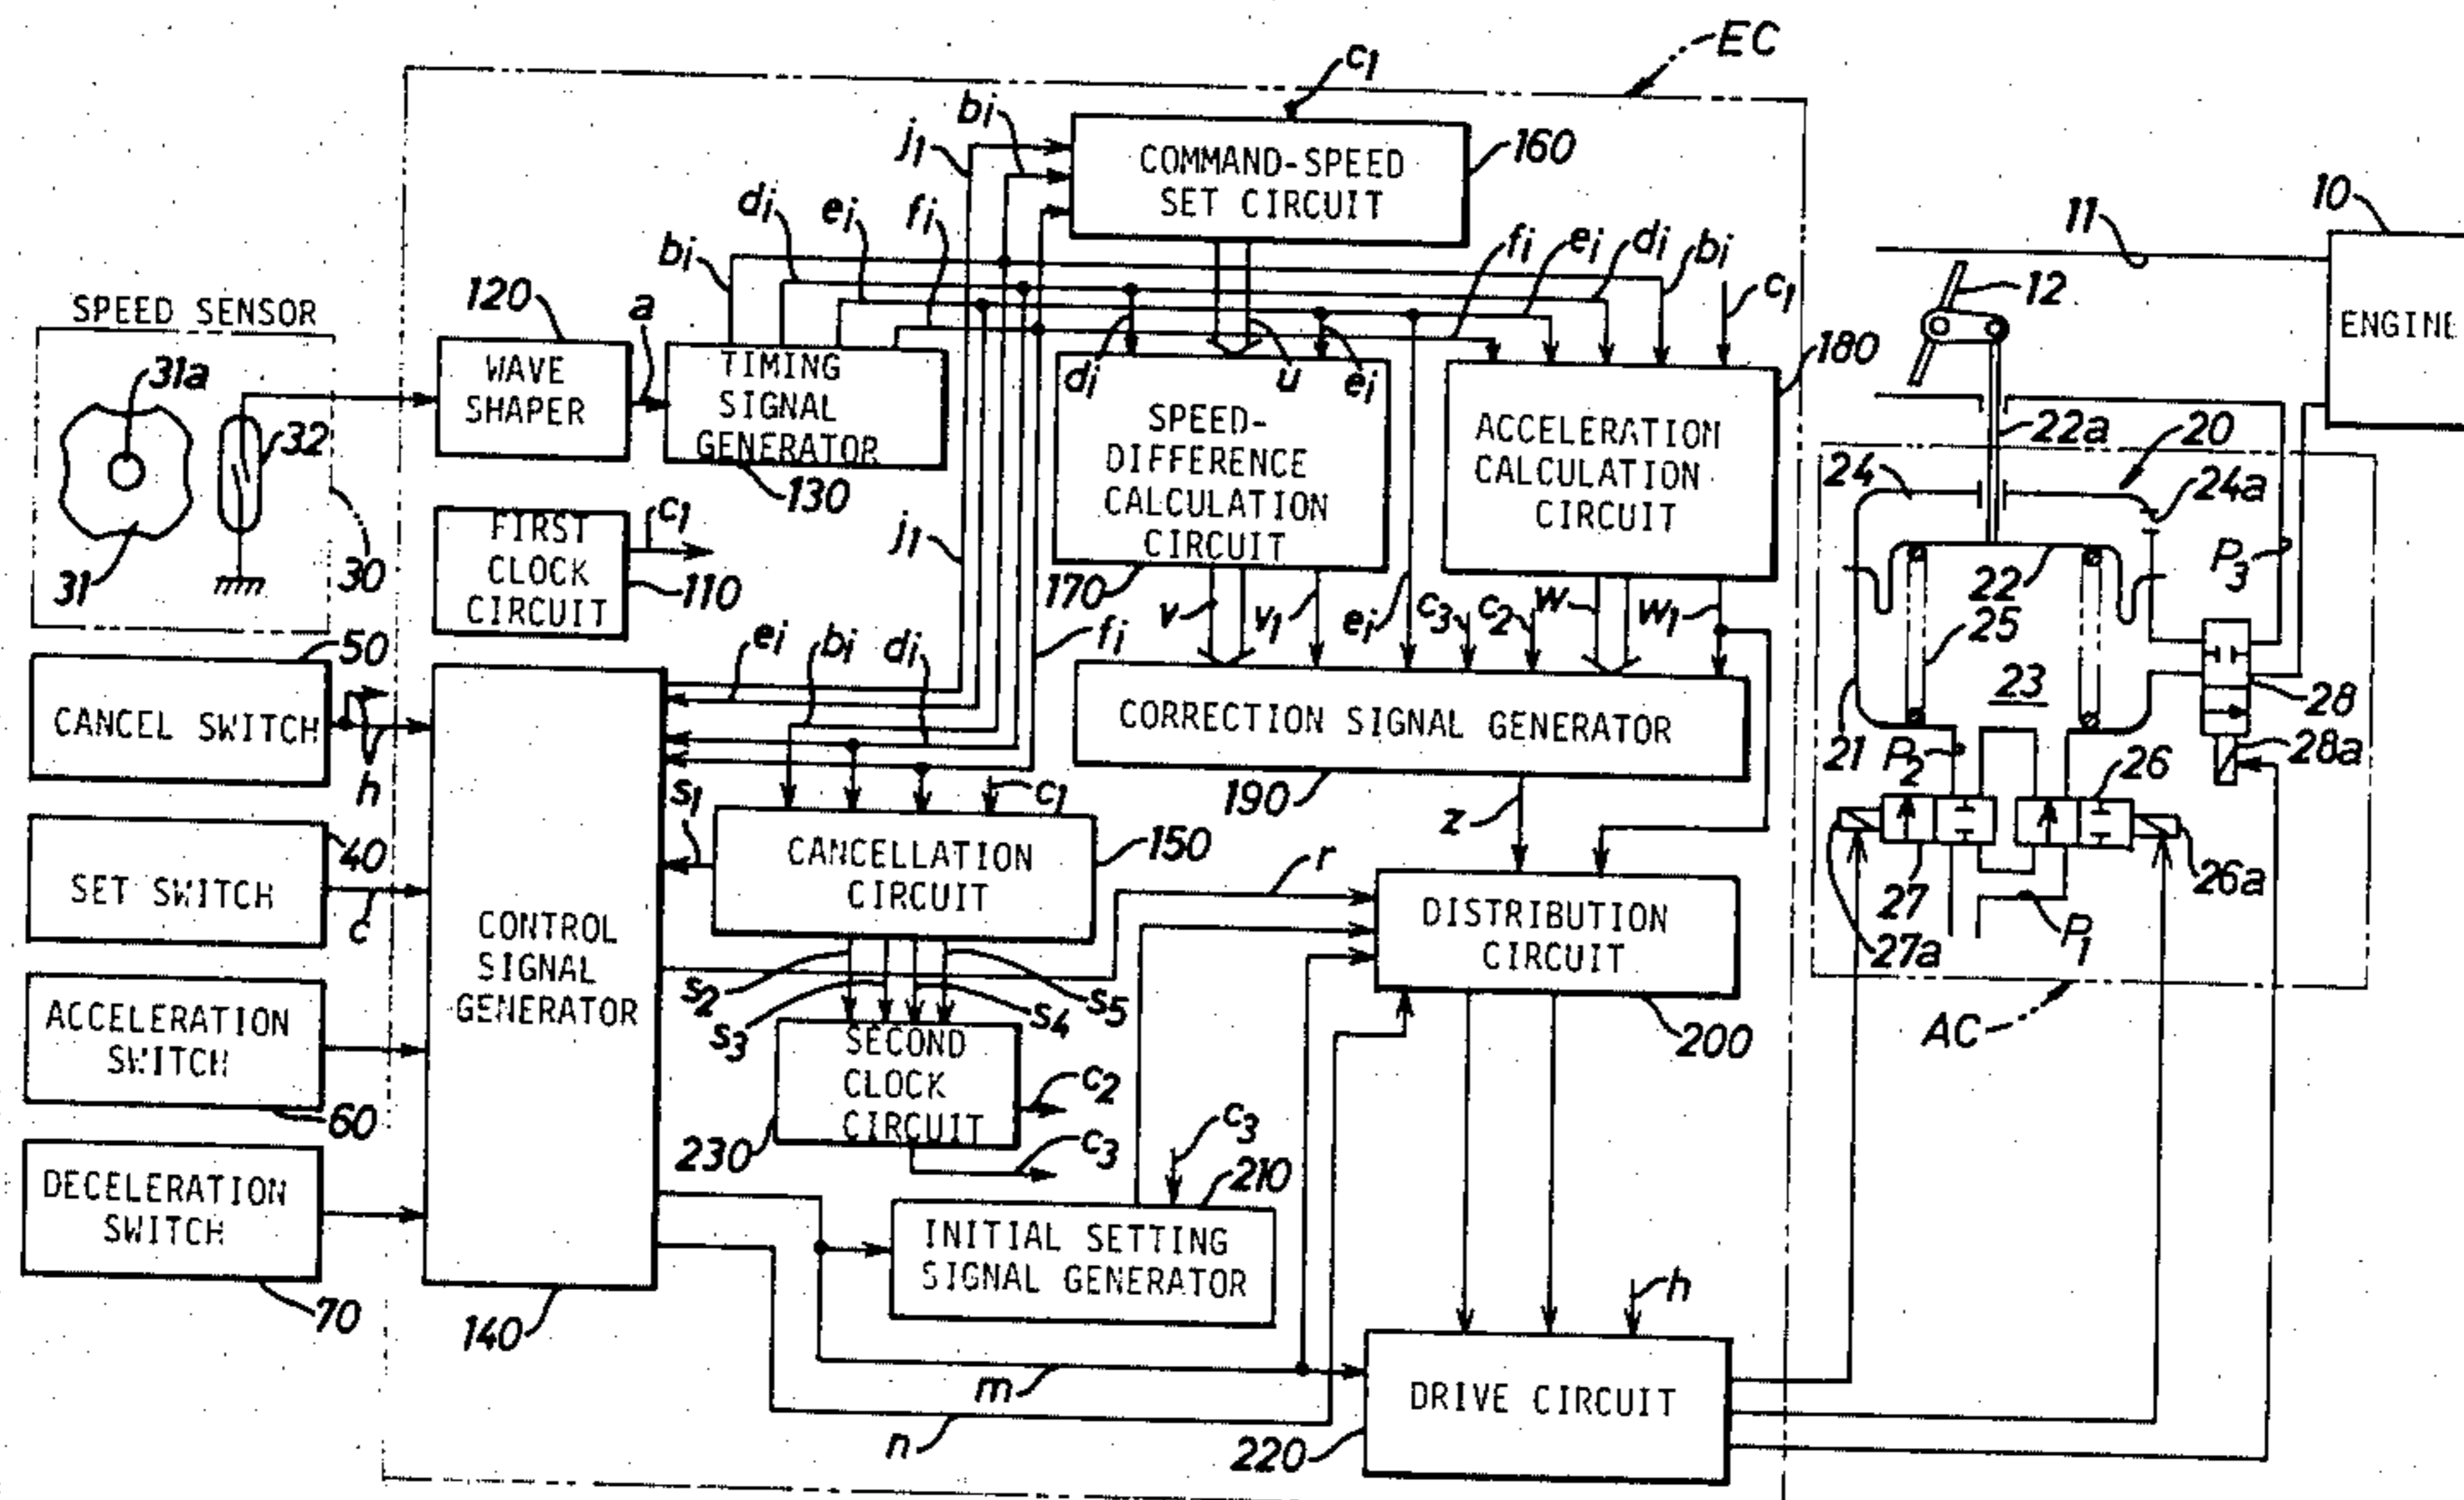 EC
c1
bi
j1
COMMAND-SPEED
SET CIRCUIT
160
10
11
di
ei
fi
bi
fi
ei
di
bi
c1
12
ENGINE
SPEED SENSOR
120
a
WAVE
SHAPER
TIMING
SIGNAL
GENERATOR
130
di
u
ei
180
31a
32
31
30
SPEED-
DIFFERENCE
CALCULATION
CIRCUIT
170
ACCELERATION
CALCULATION
CIRCUIT
22a
20
24
24a
P3
22
25
23
28
28a
21
P2
26
27
27a
26a
P1
AC
FIRST
CLOCK
CIRCUIT
c1
110
j1
v
v1
ei
c3
c2
w
w1
fi
ei
bi
di
50
CANCEL SWITCH
h
CORRECTION SIGNAL GENERATOR
190
z
s1
c1
40
SET SWITCH
c
CANCELLATION
CIRCUIT
150
r
CONTROL
SIGNAL
GENERATOR
140
DISTRIBUTION
CIRCUIT
200
ACCELERATION
SWITCH
60
s2
s3
s4
s5
SECOND
CLOCK
CIRCUIT
230
c2
c3
c3
210
DECELERATION
SWITCH
70
INITIAL SETTING
SIGNAL GENERATOR
h
m
n
DRIVE CIRCUIT
220